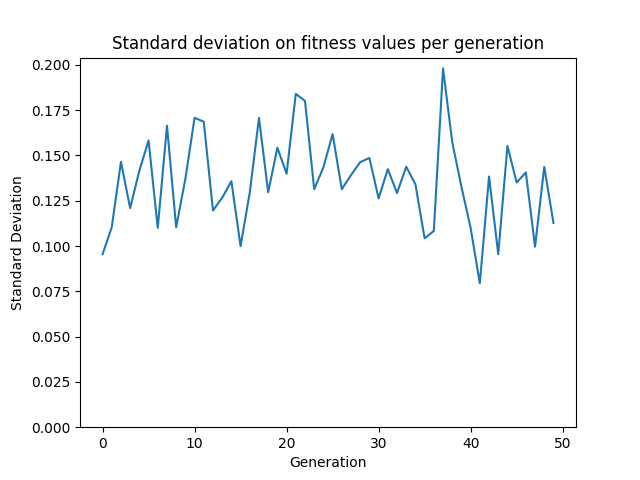 Standard deviation on fitness values per generation
0.200
0.175
0.150
0.125
0.100
0.075
0.050
0.025
0.000
Standard Deviation
0 10 20 30 40 50
Generation